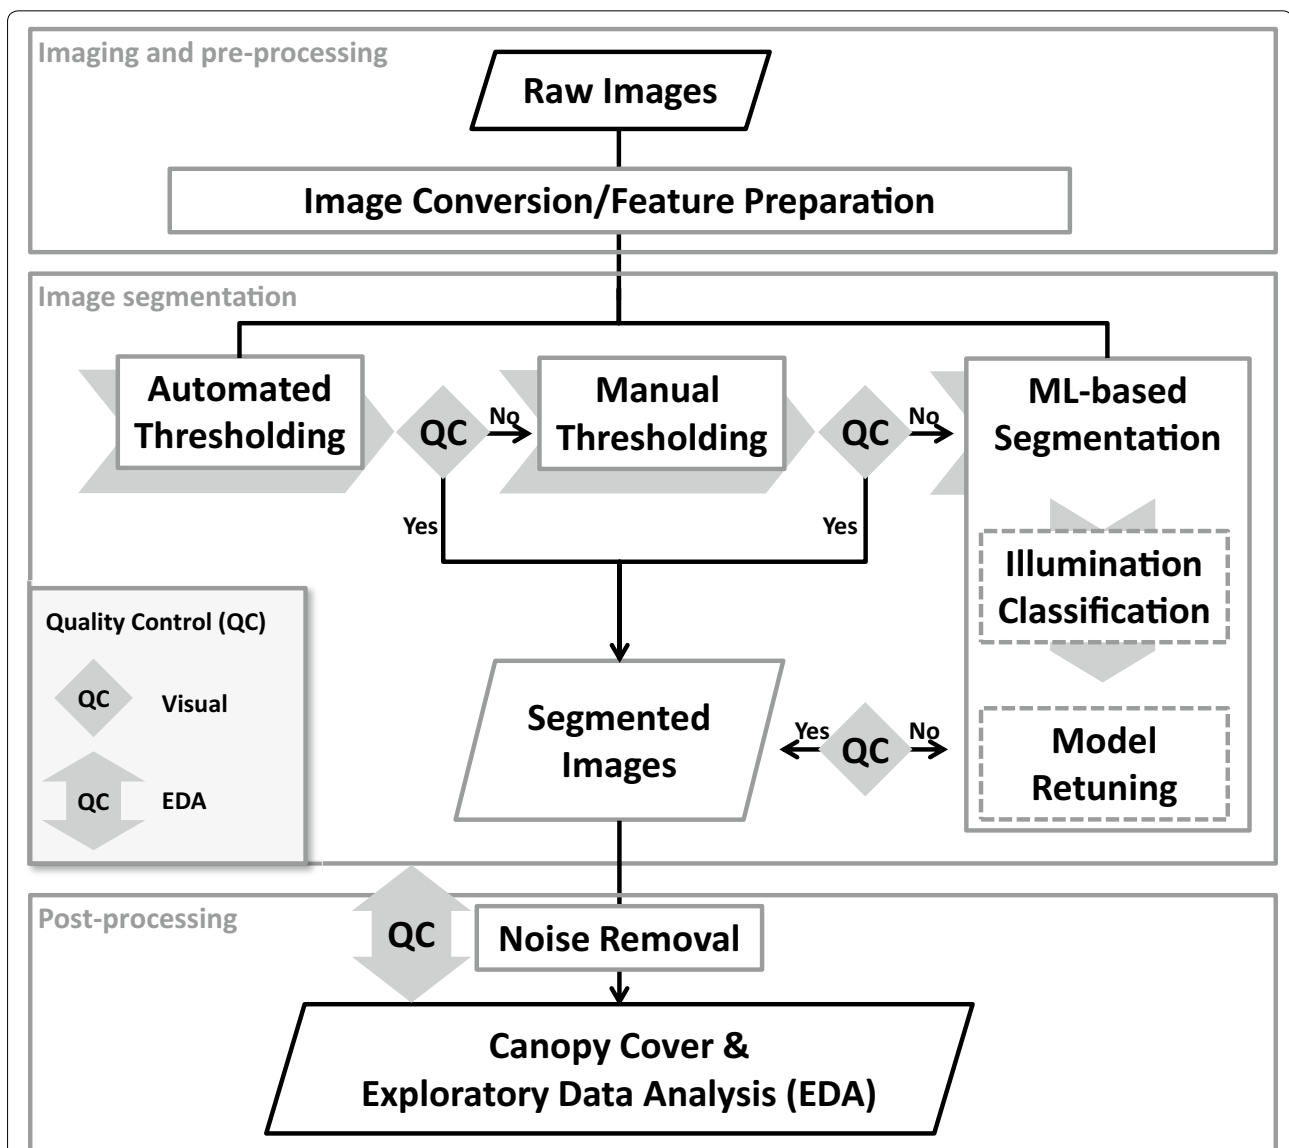 Imaging and pre-processing
Raw Images
Image Conversion/Feature Preparation
Image segmentation
Automated
Thresholding
QC
No
Manual
Thresholding
QC
No
ML-based
Segmentation
Yes
Yes
Illumination
Classification
Quality Control (QC)
QC
Visual
QC
EDA
Segmented
Images
Yes
QC
No
Model
Retuning
Post-processing
QC
Noise Removal
Canopy Cover &
Exploratory Data Analysis (EDA)